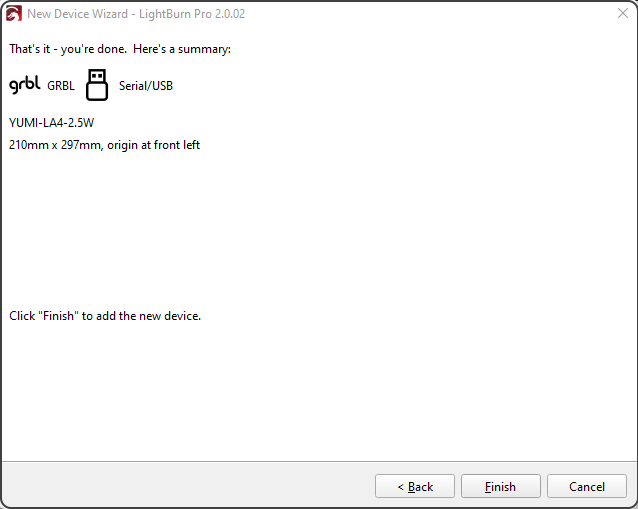 New Device Wizard - LightBurn Pro 2.0.02
That's it - you're done.  Here's a summary:
grbl GRBL Serial/USB
YUMI-LA4-2.5W
210mm x 297mm, origin at front left
Click "Finish" to add the new device.
< Back Finish Cancel